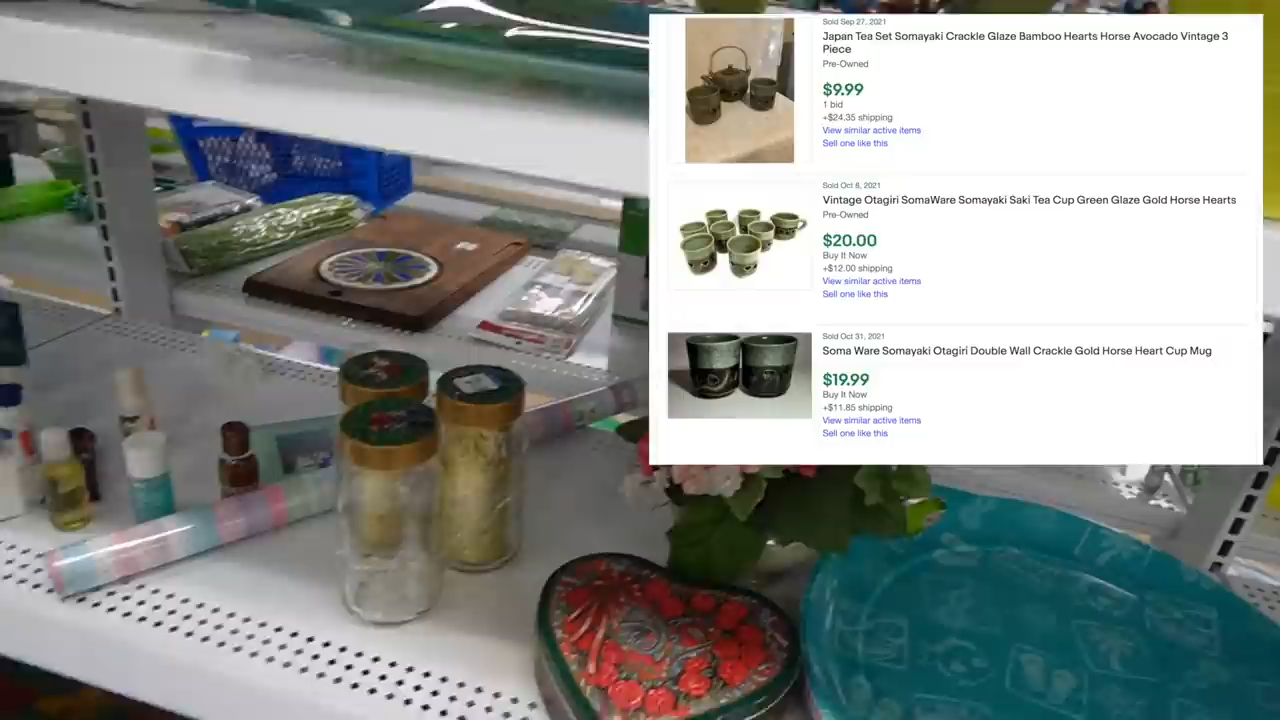 Sold Sep 27, 2021
Japan Tea Set Somayaki Crackle Glaze Bamboo Hearts Horse Avocado Vintage 3
Piece
Pre-Owned
$9.99
1 bid
+$24.35 shipping
View similar active items
Sell one like this
Sold Oct 8, 2021
Vintage Otagiri SomaWare Somayaki Saki Tea Cup Green Glaze Gold Horse Hearts
Pre-Owned
$20.00
Buy It Now
+$12.00 shipping
View similar active items
Sell one like this
Sold Oct 31, 2021
Soma Ware Somayaki Otagiri Double Wall Crackle Gold Horse Heart Cup Mug
$19.99
Buy It Now
+$11.85 shipping
View similar active items
Sell one like this